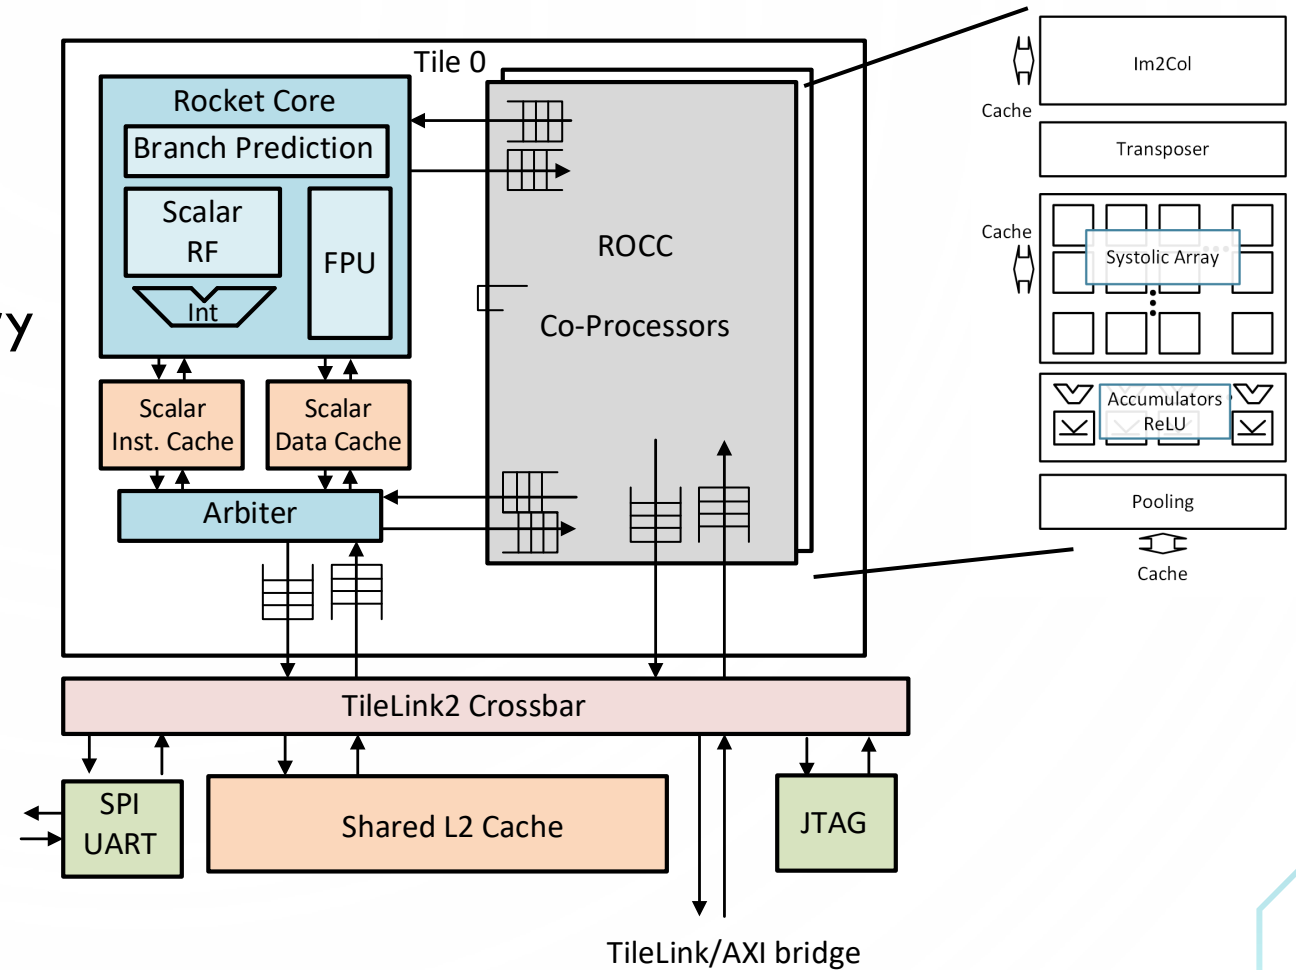 Tile 0
Rocket Core
Branch Prediction
Scalar
RF
FPU
Int
Scalar
Inst. Cache
Scalar
Data Cache
Arbiter
ROCC
Co-Processors
TileLink2 Crossbar
SPI
UART
Shared L2 Cache
JTAG
TileLink/AXI bridge
Im2Col
Cache
Transposer
Cache
Systolic Array
Accumulators
ReLU
Pooling
Cache